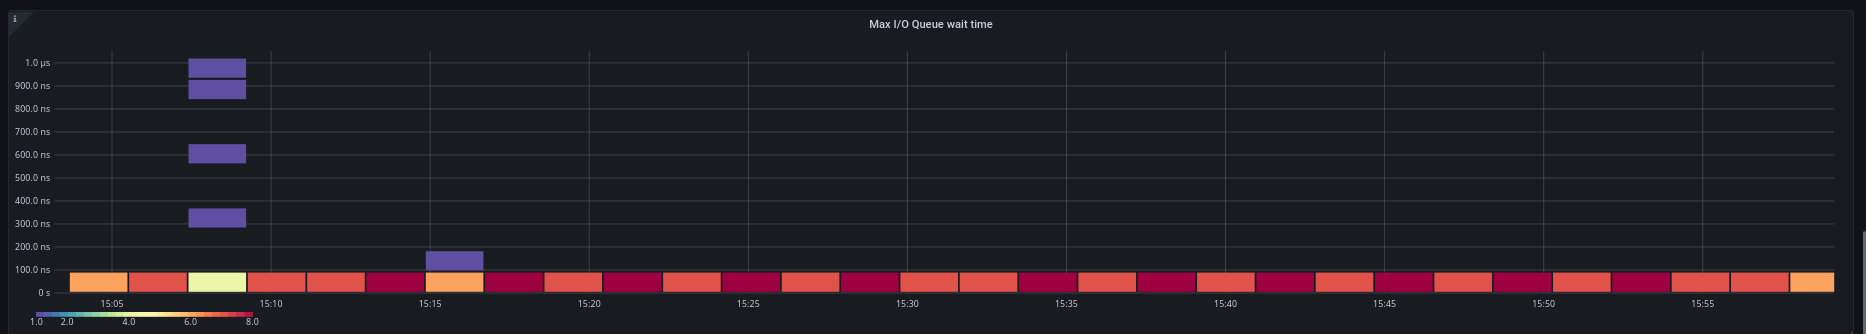 i
Max I/O Queue wait time
1.0 µs
900.0 ns
800.0 ns
700.0 ns
600.0 ns
500.0 ns
400.0 ns
300.0 ns
200.0 ns
100.0 ns
0 s
15:05 15:10 15:15 15:20 15:25 15:30 15:35 15:40 15:45 15:50 15:55
1.0 2.0 4.0 6.0 8.0